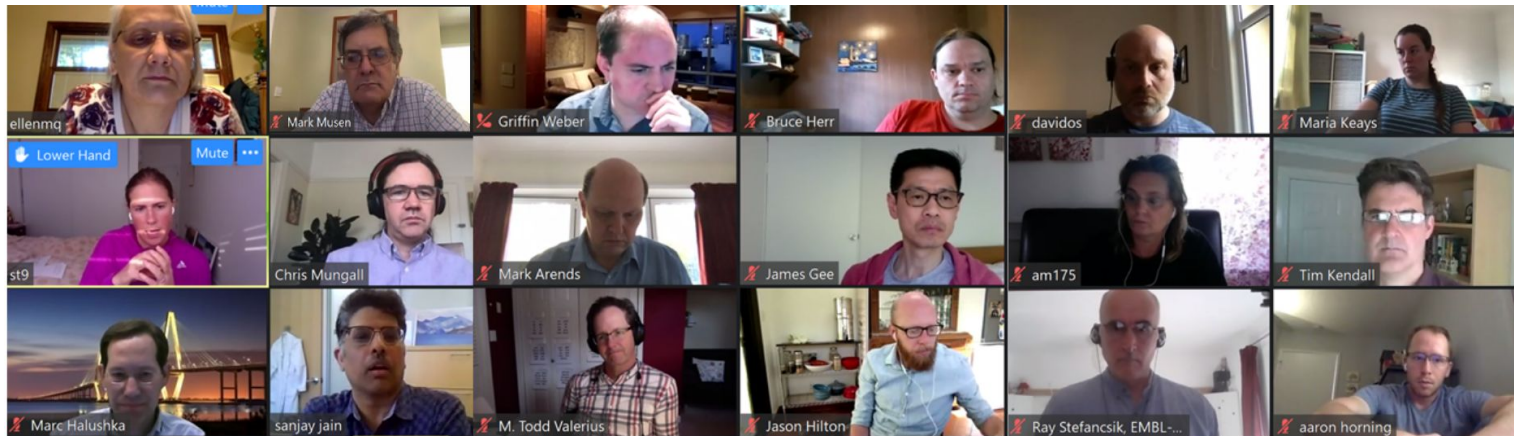 Mute
ellenmq
Mark Musen
Griffin Weber
Bruce Herr
davidos
Maria Keays
Lower Hand
Mute
st9
Chris Mungall
Mark Arends
James Gee
am175
Tim Kendall
Marc Halushka
sanjay jain
M. Todd Valerius
Jason Hilton
Ray Stefancsik, EMBL-...
aaron horning